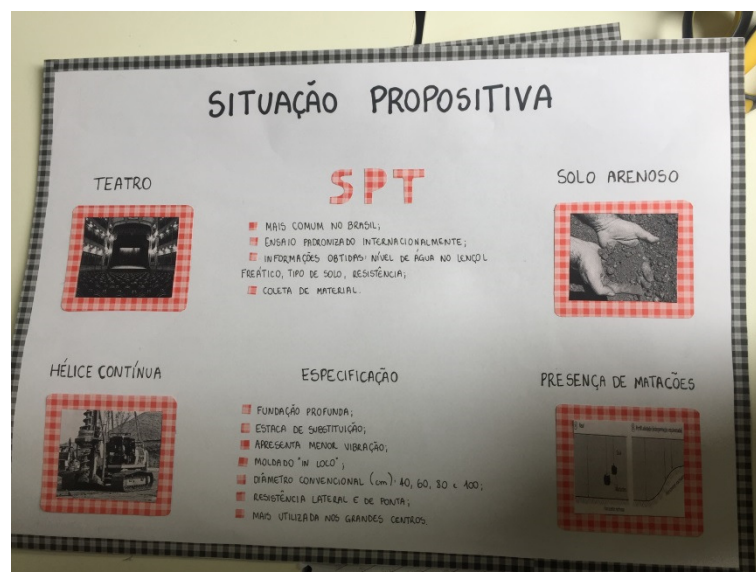 SITUAÇÃO PROPOSITIVA
TEATRO
SPT
MAIS COMUM NO BRASIL;
ENSAIO PADRONIZADO INTERNACIONALMENTE;
INFORMAÇÕES OBTIDAS: NÍVEL DE ÁGUA NO LENÇOL
FREÁTICO, TIPO DE SOLO, RESISTÊNCIA;
COLETA DE MATERIAL.
SOLO ARENOSO
HÉLICE CONTÍNUA
ESPECIFICAÇÃO
FUNDAÇÃO PROFUNDA;
ESTACA DE SUBSTITUIÇÃO;
APRESENTA MENOR VIBRAÇÃO;
MOLDADO "IN LOCO";
DIÂMETRO CONVENCIONAL (cm): 40, 60, 80 e 100;
RESISTÊNCIA LATERAL E DE PONTA;
MAIS UTILIZADA NOS GRANDES CENTROS.
PRESENÇA DE MATACÕES